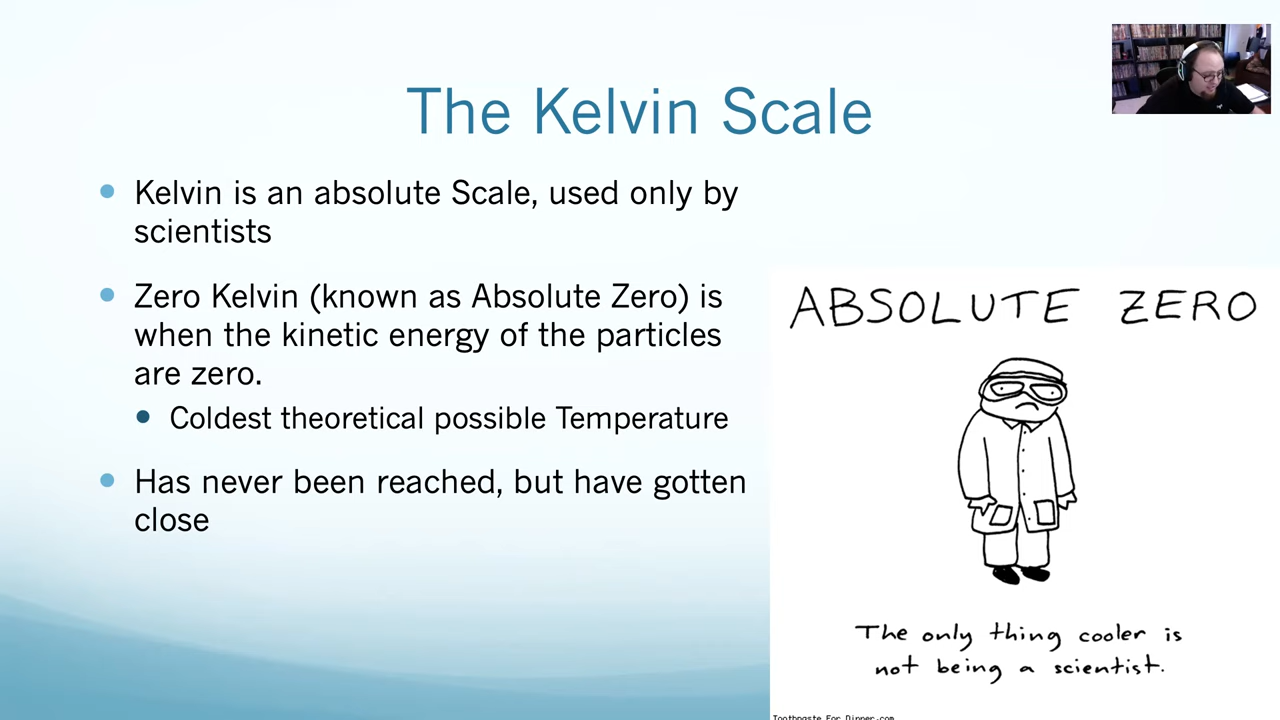 The Kelvin Scale
Kelvin is an absolute Scale, used only by
scientists
Zero Kelvin (known as Absolute Zero) is
when the kinetic energy of the particles
are zero.
Coldest theoretical possible Temperature
Has never been reached, but have gotten
close
ABSOLUTE ZERO
The only thing cooler is
not being a scientist.
Toothpaste For Dinner.com